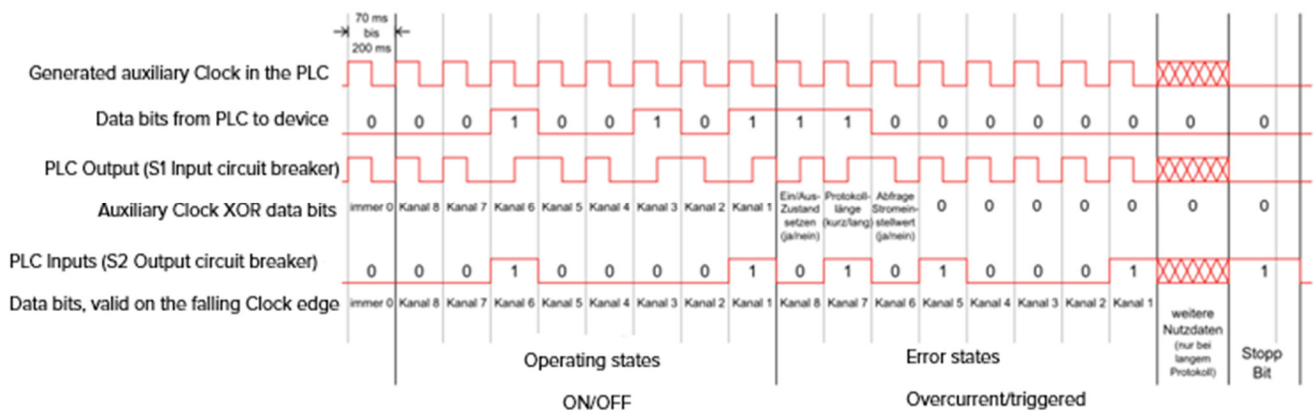 70 ms
bis
200 ms
Generated auxiliary Clock in the PLC
Data bits from PLC to device
0 0 0 1 0 0 1 0 1 1 1 0 0 0 0 0 0 0 0
PLC Output (S1 Input circuit breaker)
Auxiliary Clock XOR data bits
immer 0 Kanal 8 Kanal 7 Kanal 6 Kanal 5 Kanal 4 Kanal 3 Kanal 2 Kanal 1
Ein/Aus-
Zustand
setzen
(ja/nein)
Protokoll-
länge
(kurz/lang)
Abfrage
Stromein-
stellwert
(ja/nein)
0 0 0 0 0 0 0
PLC Inputs (S2 Output circuit breaker)
0 0 0 1 0 0 0 0 1 0 1 0 1 0 0 0 1 1
Data bits, valid on the falling Clock edge
immer 0 Kanal 8 Kanal 7 Kanal 6 Kanal 5 Kanal 4 Kanal 3 Kanal 2 Kanal 1 Kanal 8 Kanal 7 Kanal 6 Kanal 5 Kanal 4 Kanal 3 Kanal 2 Kanal 1
weitere
Nutzdaten
(nur bei
langem
Protokoll)
Stopp
Bit
Operating states
Error states
ON/OFF
Overcurrent/triggered